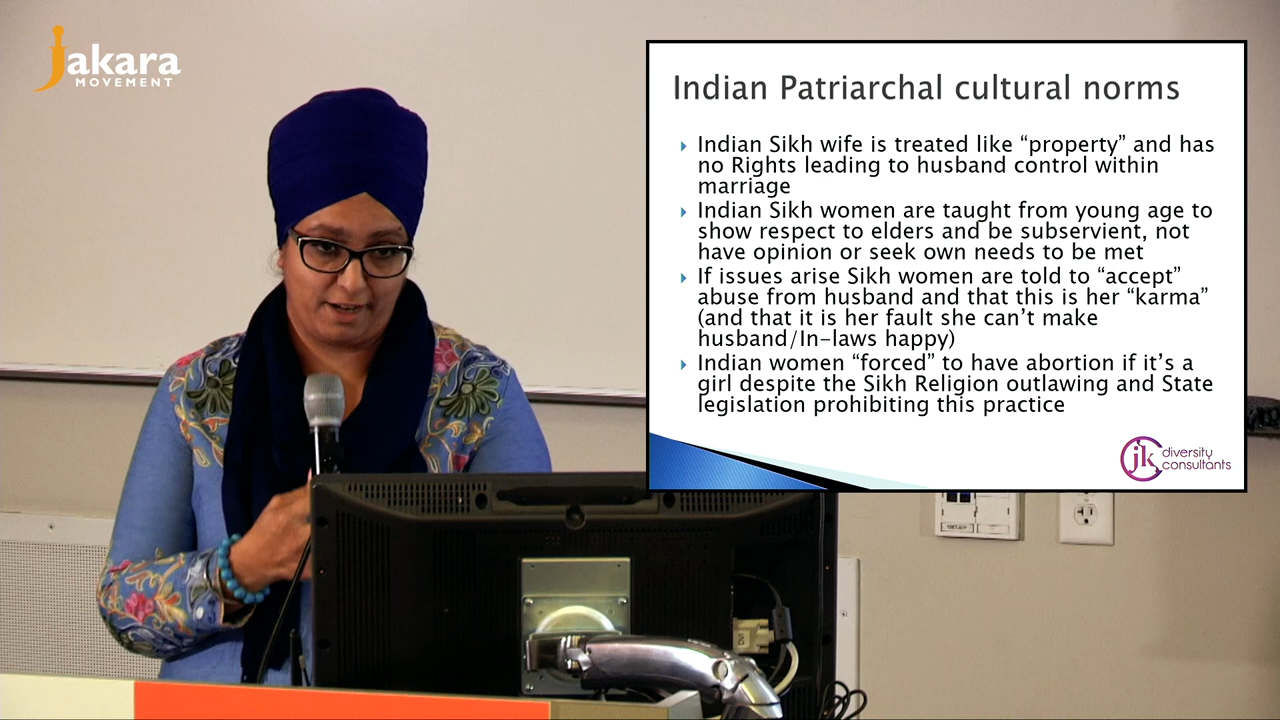 jakara
MOVEMENT
Indian Patriarchal cultural norms
Indian Sikh wife is treated like “property” and has
no Rights leading to husband control within
marriage
Indian Sikh women are taught from young age to
show respect to elders and be subservient, not
have opinion or seek own needs to be met
If issues arise Sikh women are told to “accept”
abuse from husband and that this is her “karma”
(and that it is her fault she can’t make
husband/In-laws happy)
Indian women “forced” to have abortion if it’s a
girl despite the Sikh Religion outlawing and State
legislation prohibiting this practice
jk diversity
consultants
DVI